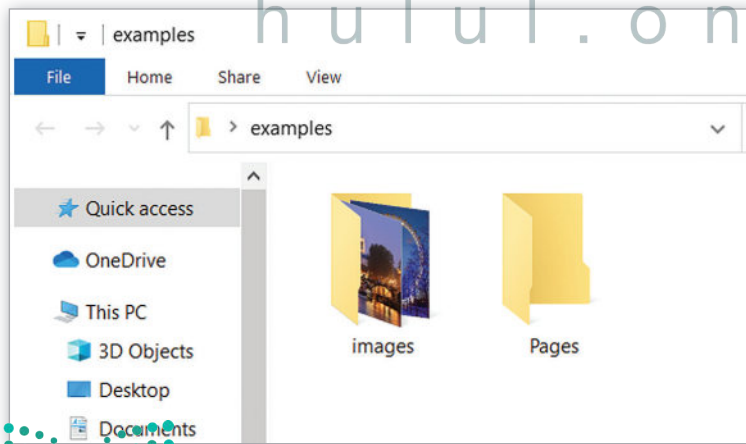 hulul.on
examples
File Home Share View
examples
Quick access
OneDrive
This PC
3D Objects
Desktop
Documents
images Pages